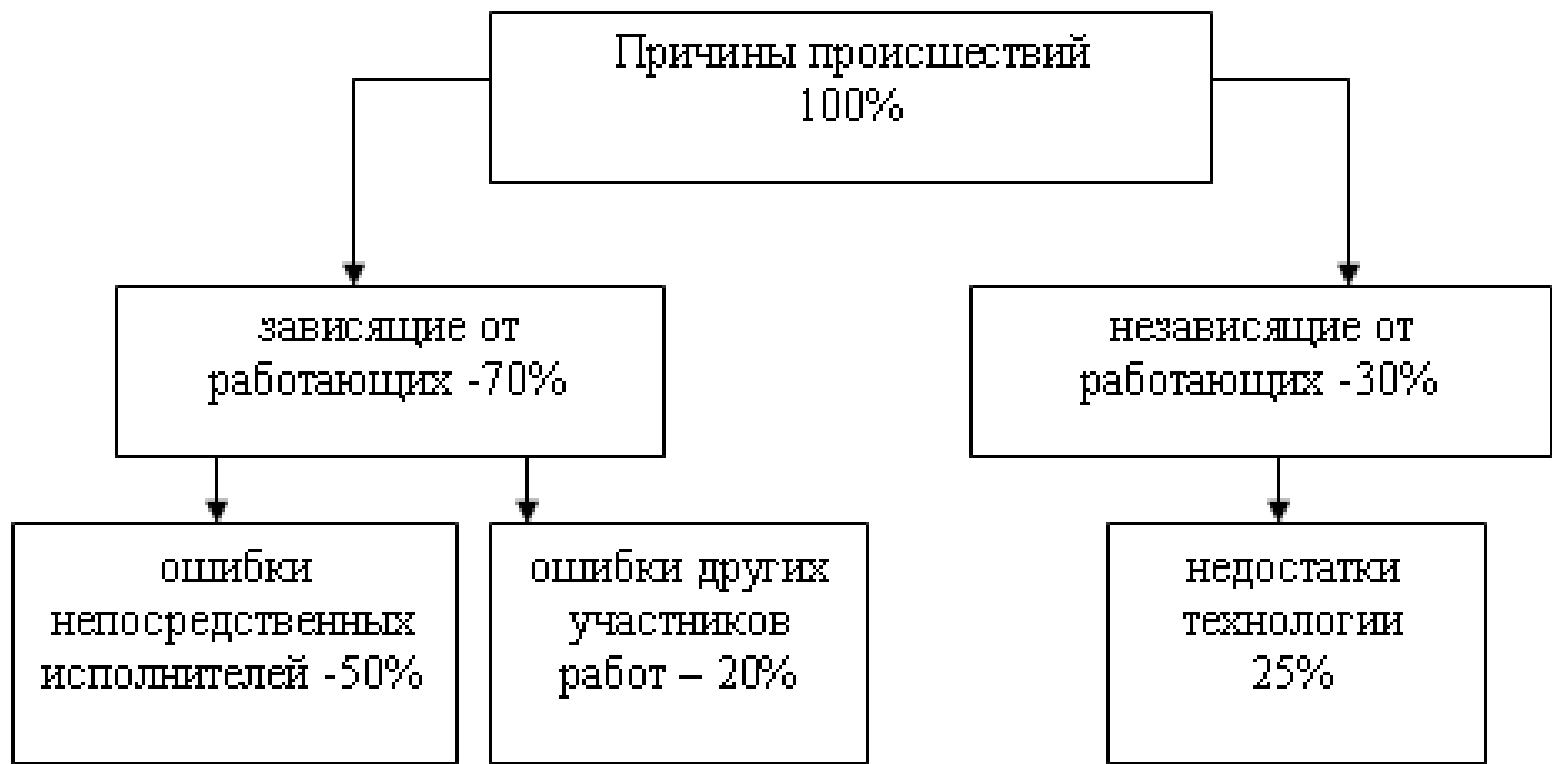 Причины происшествий
100%
зависящие от
работающих -70%
независящие от
работающих -30%
ошибки
непосредственных
исполнителей -50%
ошибки других
участников
работ – 20%
недостатки
технологии
25%